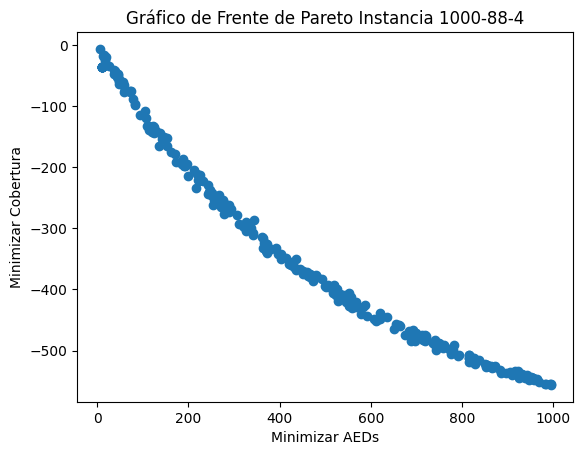 Gráfico de Frente de Pareto Instancia 1000-88-4
0
−100
−200
−300
−400
−500
Minimizar Cobertura
0 200 400 600 800 1000
Minimizar AEDs